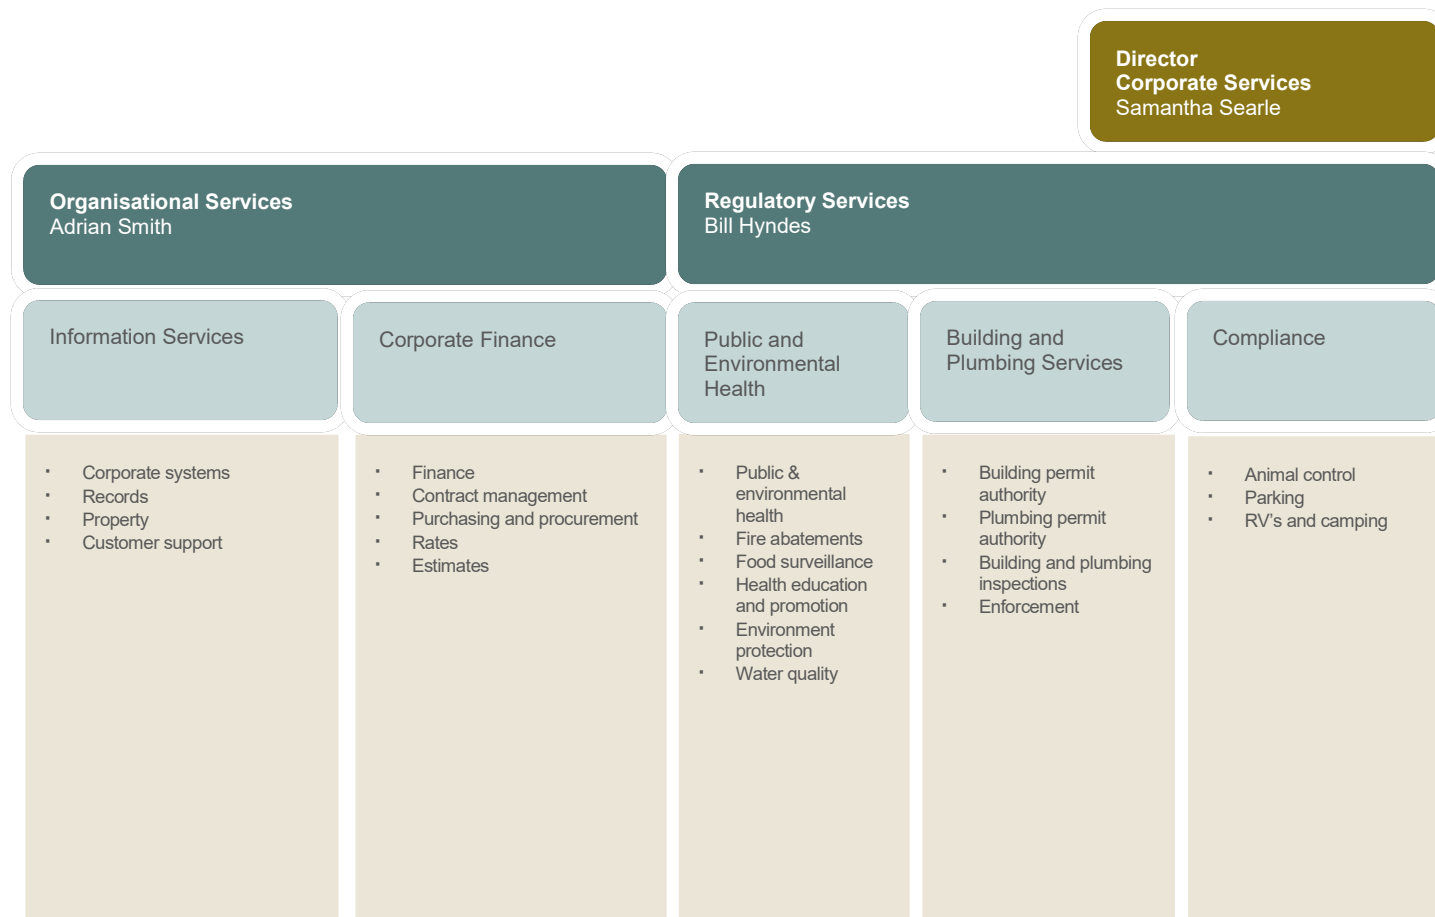 Director
Corporate Services
Samantha Searle
Organisational Services
Adrian Smith
Regulatory Services
Bill Hyndes
Information Services
Corporate Finance
Public and
Environmental
Health
Building and
Plumbing Services
Compliance
▪ Corporate systems
▪ Records
▪ Property
▪ Customer support
▪ Finance
▪ Contract management
▪ Purchasing and procurement
▪ Rates
▪ Estimates
▪ Public &
environmental
health
▪ Fire abatements
▪ Food surveillance
▪ Health education
and promotion
▪ Environment
protection
▪ Water quality
▪ Building permit
authority
▪ Plumbing permit
authority
▪ Building and plumbing
inspections
▪ Enforcement
▪ Animal control
▪ Parking
▪ RV’s and camping